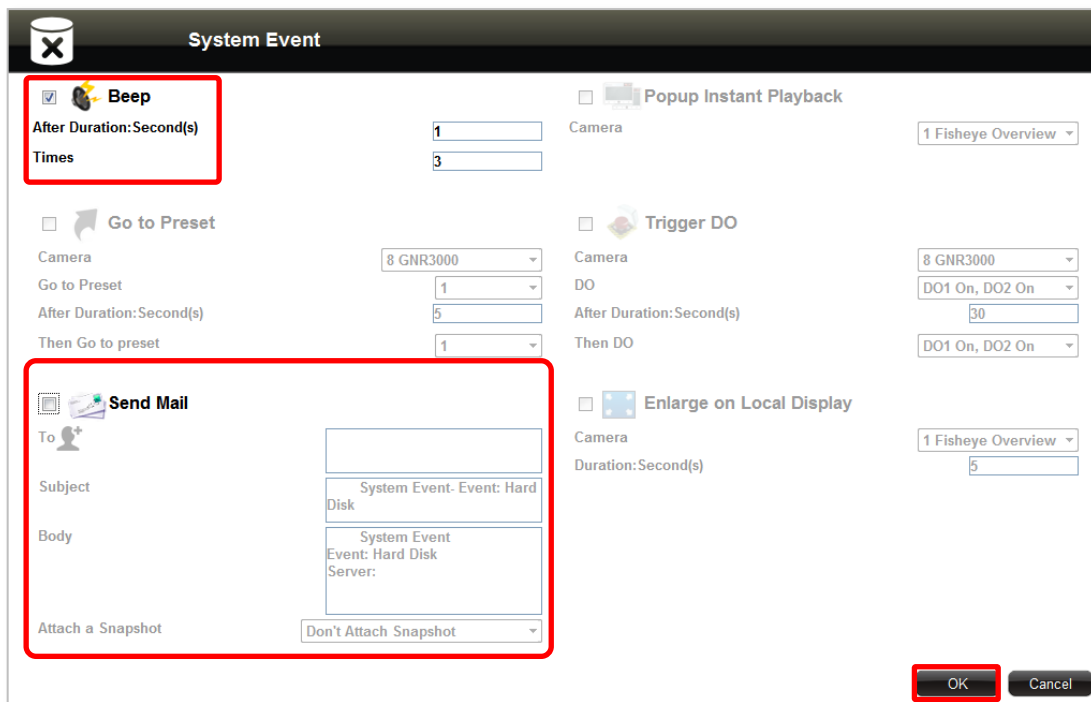 System Event
Beep
After Duration:Second(s) 1
Times 3
Popup Instant Playback
Camera 1 Fisheye Overview
Go to Preset
Camera 8 GNR3000
Go to Preset 1
After Duration:Second(s) 5
Then Go to preset 1
Trigger DO
Camera 8 GNR3000
DO DO1 On, DO2 On
After Duration:Second(s) 30
Then DO DO1 On, DO2 On
Send Mail
To
Subject System Event- Event: Hard
Disk
Body System Event
Event: Hard Disk
Server:
Attach a Snapshot Don't Attach Snapshot
Enlarge on Local Display
Camera 1 Fisheye Overview
Duration:Second(s) 5
OK Cancel